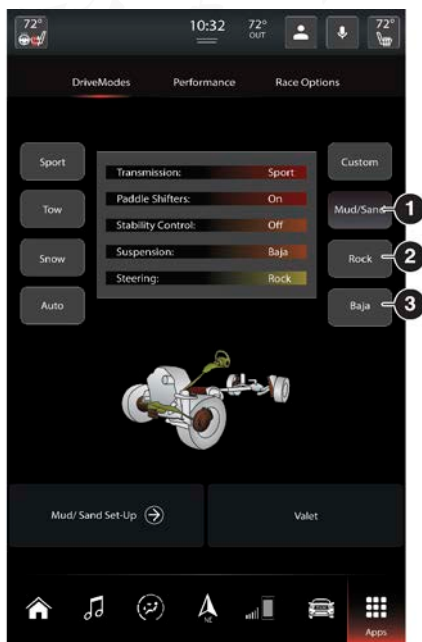 72° 10:32 72° OUT 72°
DriveModes Performance Race Options
Sport
Tow
Snow
Auto
Transmission: Sport
Paddle Shifters: On
Stability Control: Off
Suspension: Baja
Steering: Rock
Custom
Mud/Sand 1
Rock 2
Baja 3
Mud/ Sand Set-Up Valet
NE
Apps